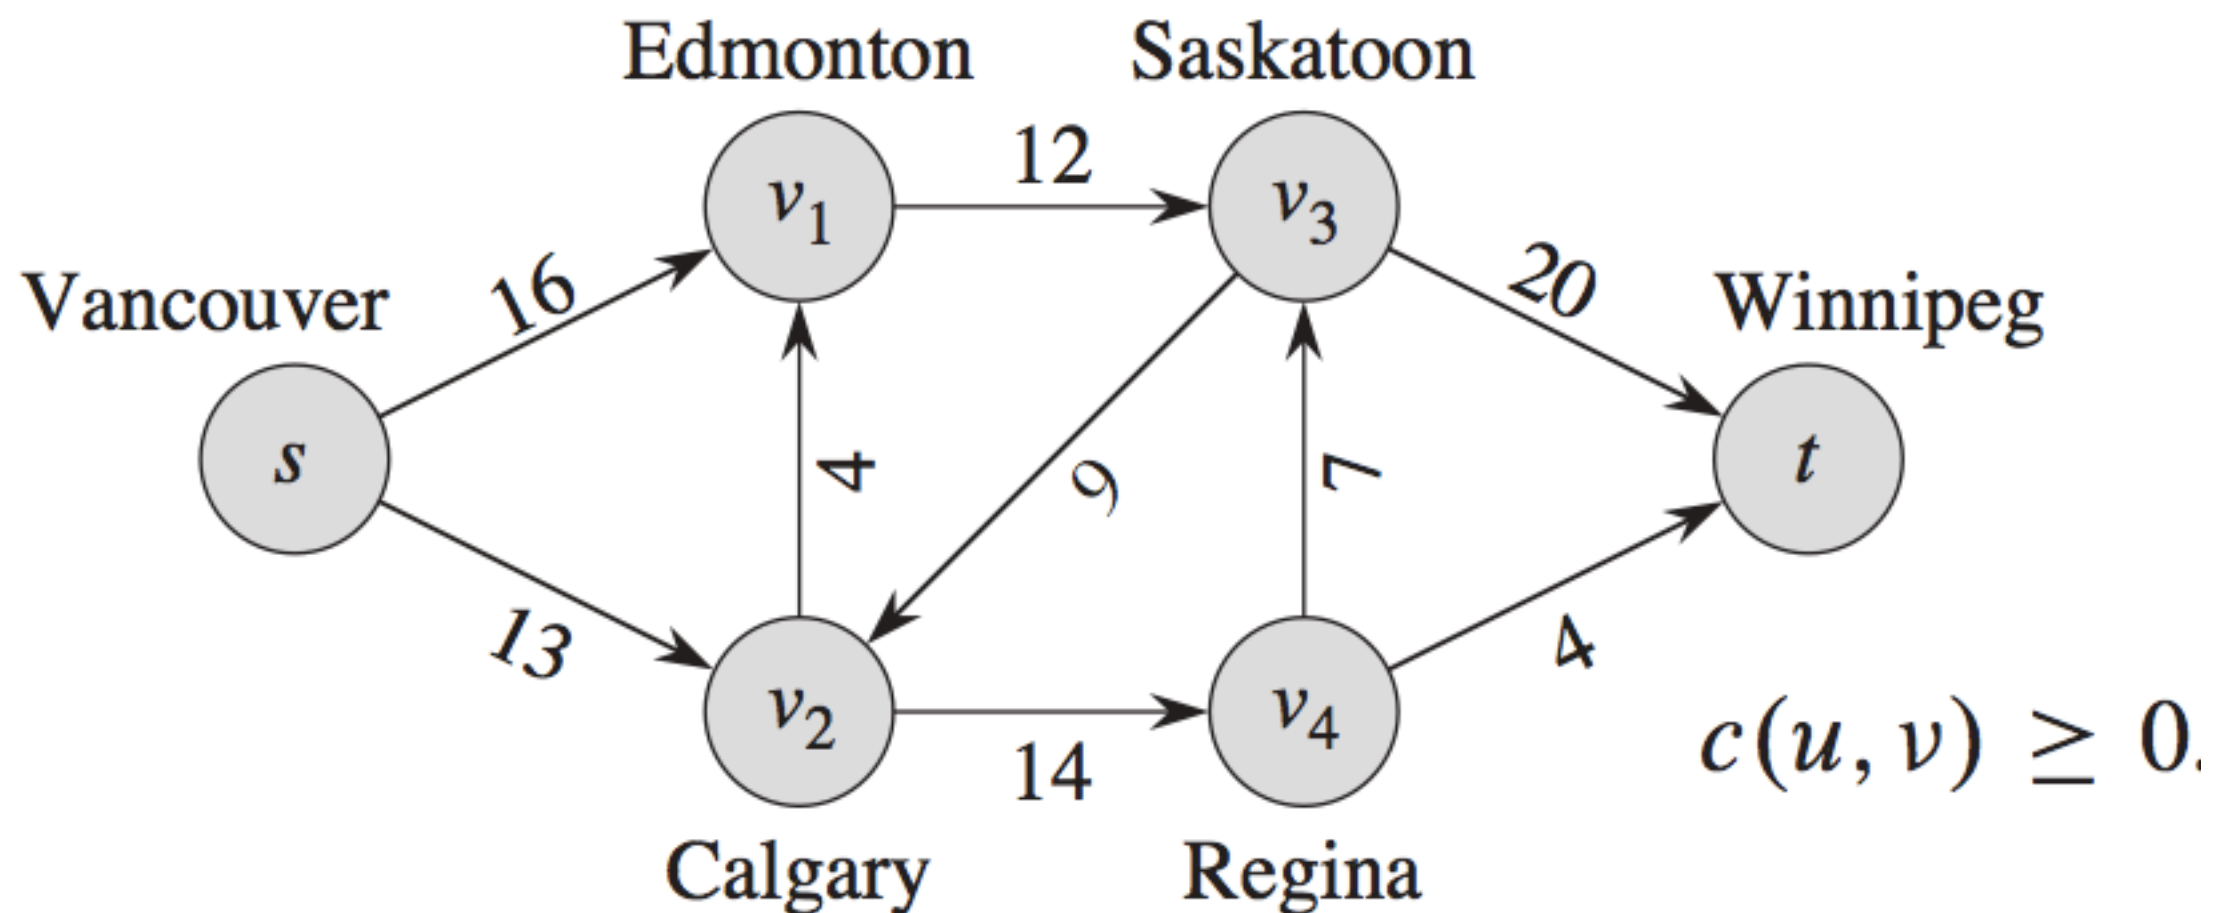 Edmonton Saskatoon
12
v1 v3
16 20
Vancouver Winnipeg
s 4 9 7 t
13 4
v2 v4
14
c(u, v) ≥ 0.
Calgary Regina